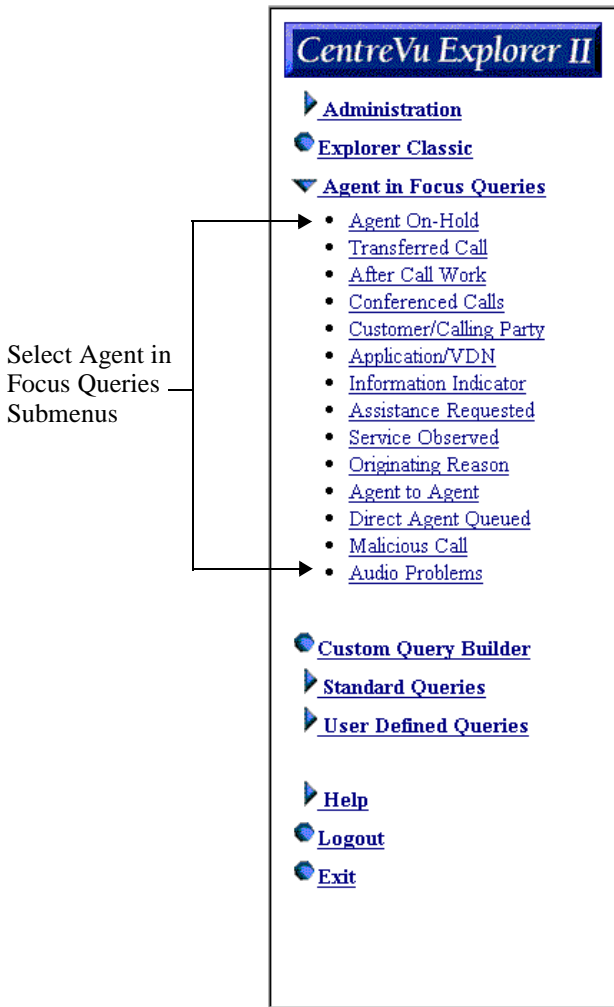 CentreVu Explorer II
Administration
Explorer Classic
Agent in Focus Queries
Agent On-Hold
Transferred Call
After Call Work
Conferenced Calls
Customer/Calling Party
Application/VDN
Information Indicator
Assistance Requested
Service Observed
Originating Reason
Agent to Agent
Direct Agent Queued
Malicious Call
Audio Problems
Select Agent in
Focus Queries
Submenus
Custom Query Builder
Standard Queries
User Defined Queries
Help
Logout
Exit